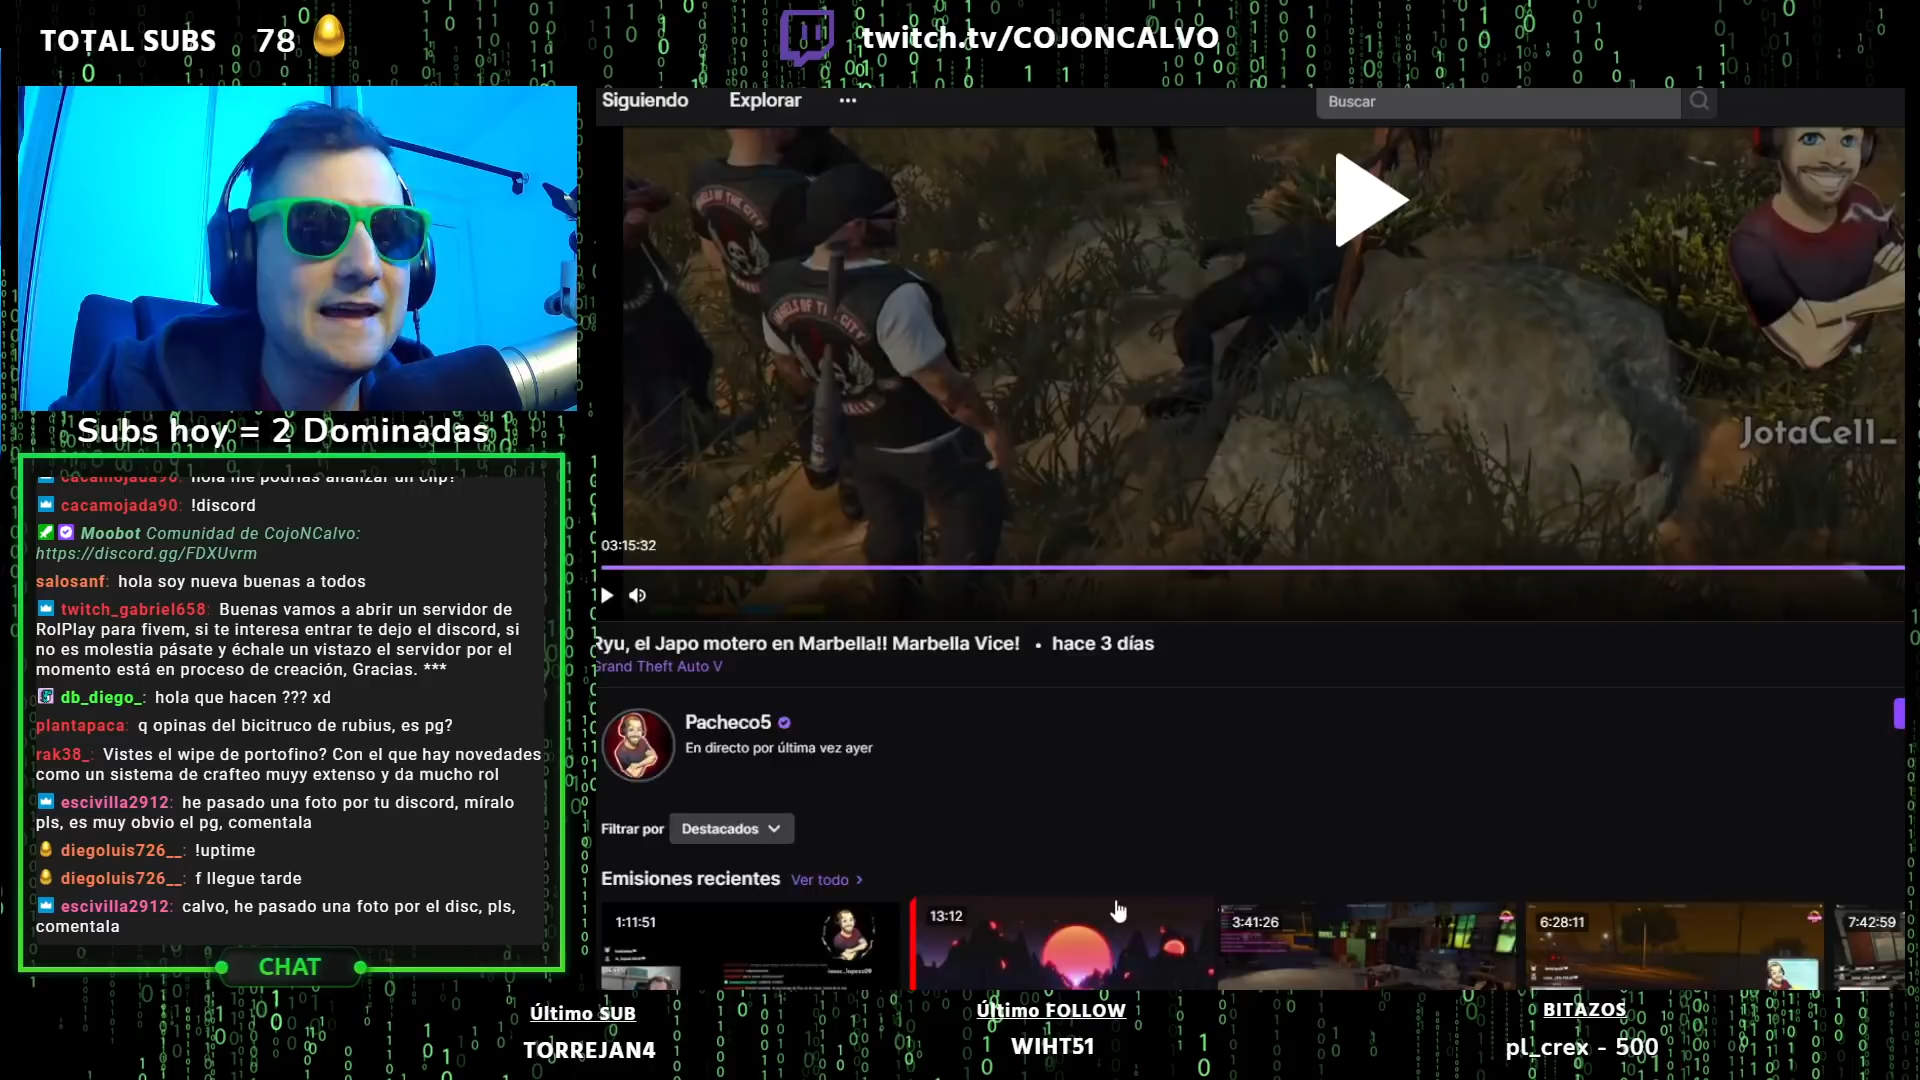 TOTAL SUBS 78
twitch.tv/COJONCALVO
Siguiendo Explorar ...
Buscar
JotaCell_
03:15:32
Ryu, el Japo motero en Marbella!! Marbella Vice! • hace 3 días
Grand Theft Auto V
Pacheco5
En directo por última vez ayer
Filtrar por Destacados
Emisiones recientes Ver todo
1:11:51
13:12
3:41:26
6:28:11
7:42:59
Subs hoy = 2 Dominadas
cacamojada90: hola me podrias analizar un clip?
cacamojada90: !discord
Moobot Comunidad de CojoNCalvo:
https://discord.gg/FDXUvrm
salosanf: hola soy nueva buenas a todos
twitch_gabriel658: Buenas vamos a abrir un servidor de
RolPlay para fivem, si te interesa entrar te dejo el discord, si
no es molestia pásate y échale un vistazo el servidor por el
momento está en proceso de creación, Gracias. ***
db_diego_: hola que hacen ??? xd
plantapaca: q opinas del bicitruco de rubius, es pg?
rak38_: Vistes el wipe de portofino? Con el que hay novedades
como un sistema de crafteo muyy extenso y da mucho rol
escivilla2912: he pasado una foto por tu discord, míralo
pls, es muy obvio el pg, comentala
diegoluis726__: !uptime
diegoluis726__: f llegue tarde
escivilla2912: calvo, he pasado una foto por el disc, pls,
comentala
CHAT
Último SUB
TORREJAN4
Último FOLLOW
WIHT51
BITAZOS
pl_crex - 500